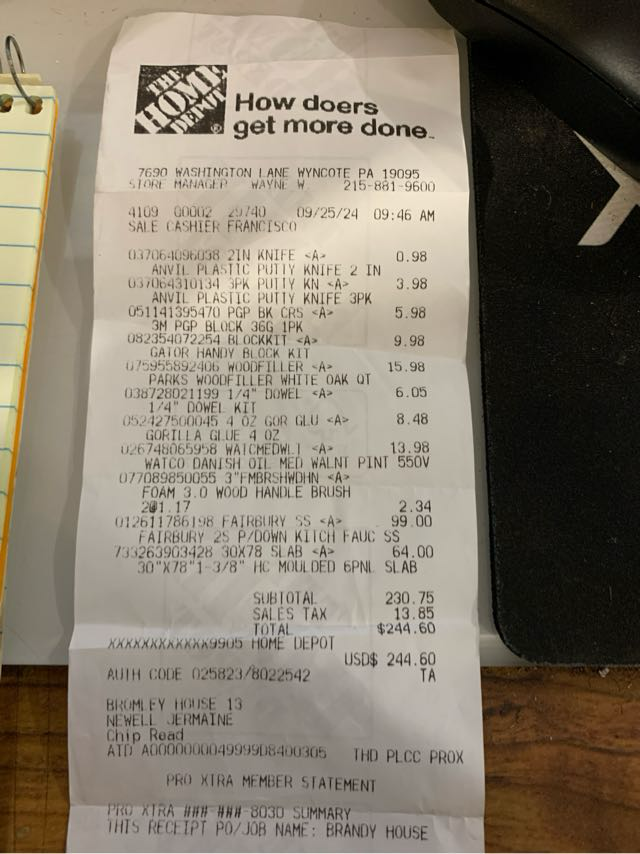 THE
HOME
DEPOT
How doers
get more done.
7690 WASHINGTON LANE WYNCOTE PA 19095
STORE MANAGER WAYNE W. 215-881-9600
4109 00002 29740 09/25/24 09:46 AM
SALE CASHIER FRANCISCO
037064096038 2IN KNIFE <A> 0.98
ANVIL PLASTIC PUTTY KNIFE 2 IN
037064310134 3PK PUTTY KN <A> 3.98
ANVIL PLASTIC PUTTY KNIFE 3PK
051141395470 PGP BK CRS <A> 5.98
3M PGP BLOCK 36G 1PK
082354072254 BLOCKKIT <A> 9.98
GATOR HANDY BLOCK KIT
075955892406 WOODFILLER <A> 15.98
PARKS WOODFILLER WHITE OAK QT
038728021199 1/4" DOWEL <A> 6.05
1/4" DOWEL KIT
052427500045 4 OZ GOR GLU <A> 8.48
GORILLA GLUE 4 OZ
026748065958 WATCMEDWLT <A> 13.98
WATCO DANISH OIL MED WALNT PINT 550V
077089850055 3"FMBRSHWDHN <A>
FOAM 3.0 WOOD HANDLE BRUSH
2@1.17 2.34
012611786198 FAIRBURY SS <A> 99.00
FAIRBURY 2S P/DOWN KITCH FAUC SS
733263903428 30X78 SLAB <A> 64.00
30"X78"1-3/8" HC MOULDED 6PNL SLAB
SUBTOTAL 230.75
SALES TAX 13.85
TOTAL $244.60
XXXXXXXXXXXX9905 HOME DEPOT
USD$ 244.60
AUTH CODE 025823/8022542 TA
BROMLEY HOUSE 13
NEWELL JERMAINE
Chip Read
AID A0000000049999D8400305 THD PLCC PROX
PRO XTRA MEMBER STATEMENT
PRO XTRA ###-###-8030 SUMMARY
THIS RECEIPT PO/JOB NAME: BRANDY HOUSE